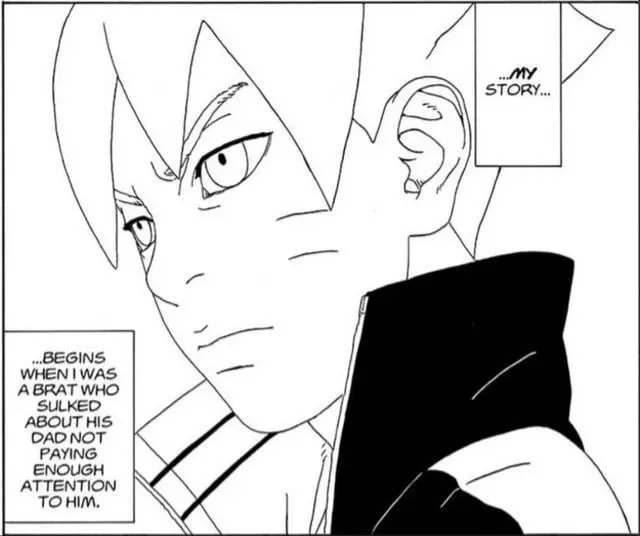 ...MY
STORY...
...BEGINS
WHEN I WAS
A BRAT WHO
SULKED
ABOUT HIS
DAD NOT
PAYING
ENOUGH
ATTENTION
TO HIM.